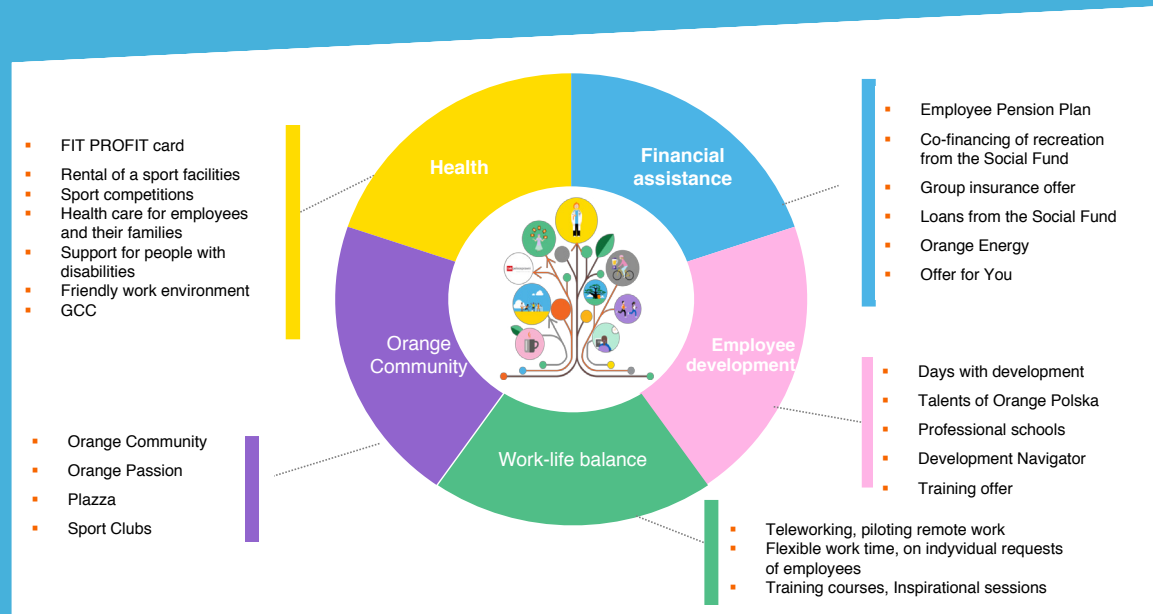 Health
Financial
assistance
Employee
development
Work-life balance
Orange
Community
▪ FIT PROFIT card
▪ Rental of a sport facilities
▪ Sport competitions
▪ Health care for employees
and their families
▪ Support for people with
disabilities
▪ Friendly work environment
▪ GCC
▪ Employee Pension Plan
▪ Co-financing of recreation
from the Social Fund
▪ Group insurance offer
▪ Loans from the Social Fund
▪ Orange Energy
▪ Offer for You
▪ Orange Community
▪ Orange Passion
▪ Plazza
▪ Sport Clubs
▪ Days with development
▪ Talents of Orange Polska
▪ Professional schools
▪ Development Navigator
▪ Training offer
▪ Teleworking, piloting remote work
▪ Flexible work time, on indyvidual requests
of employees
▪ Training courses, Inspirational sessions